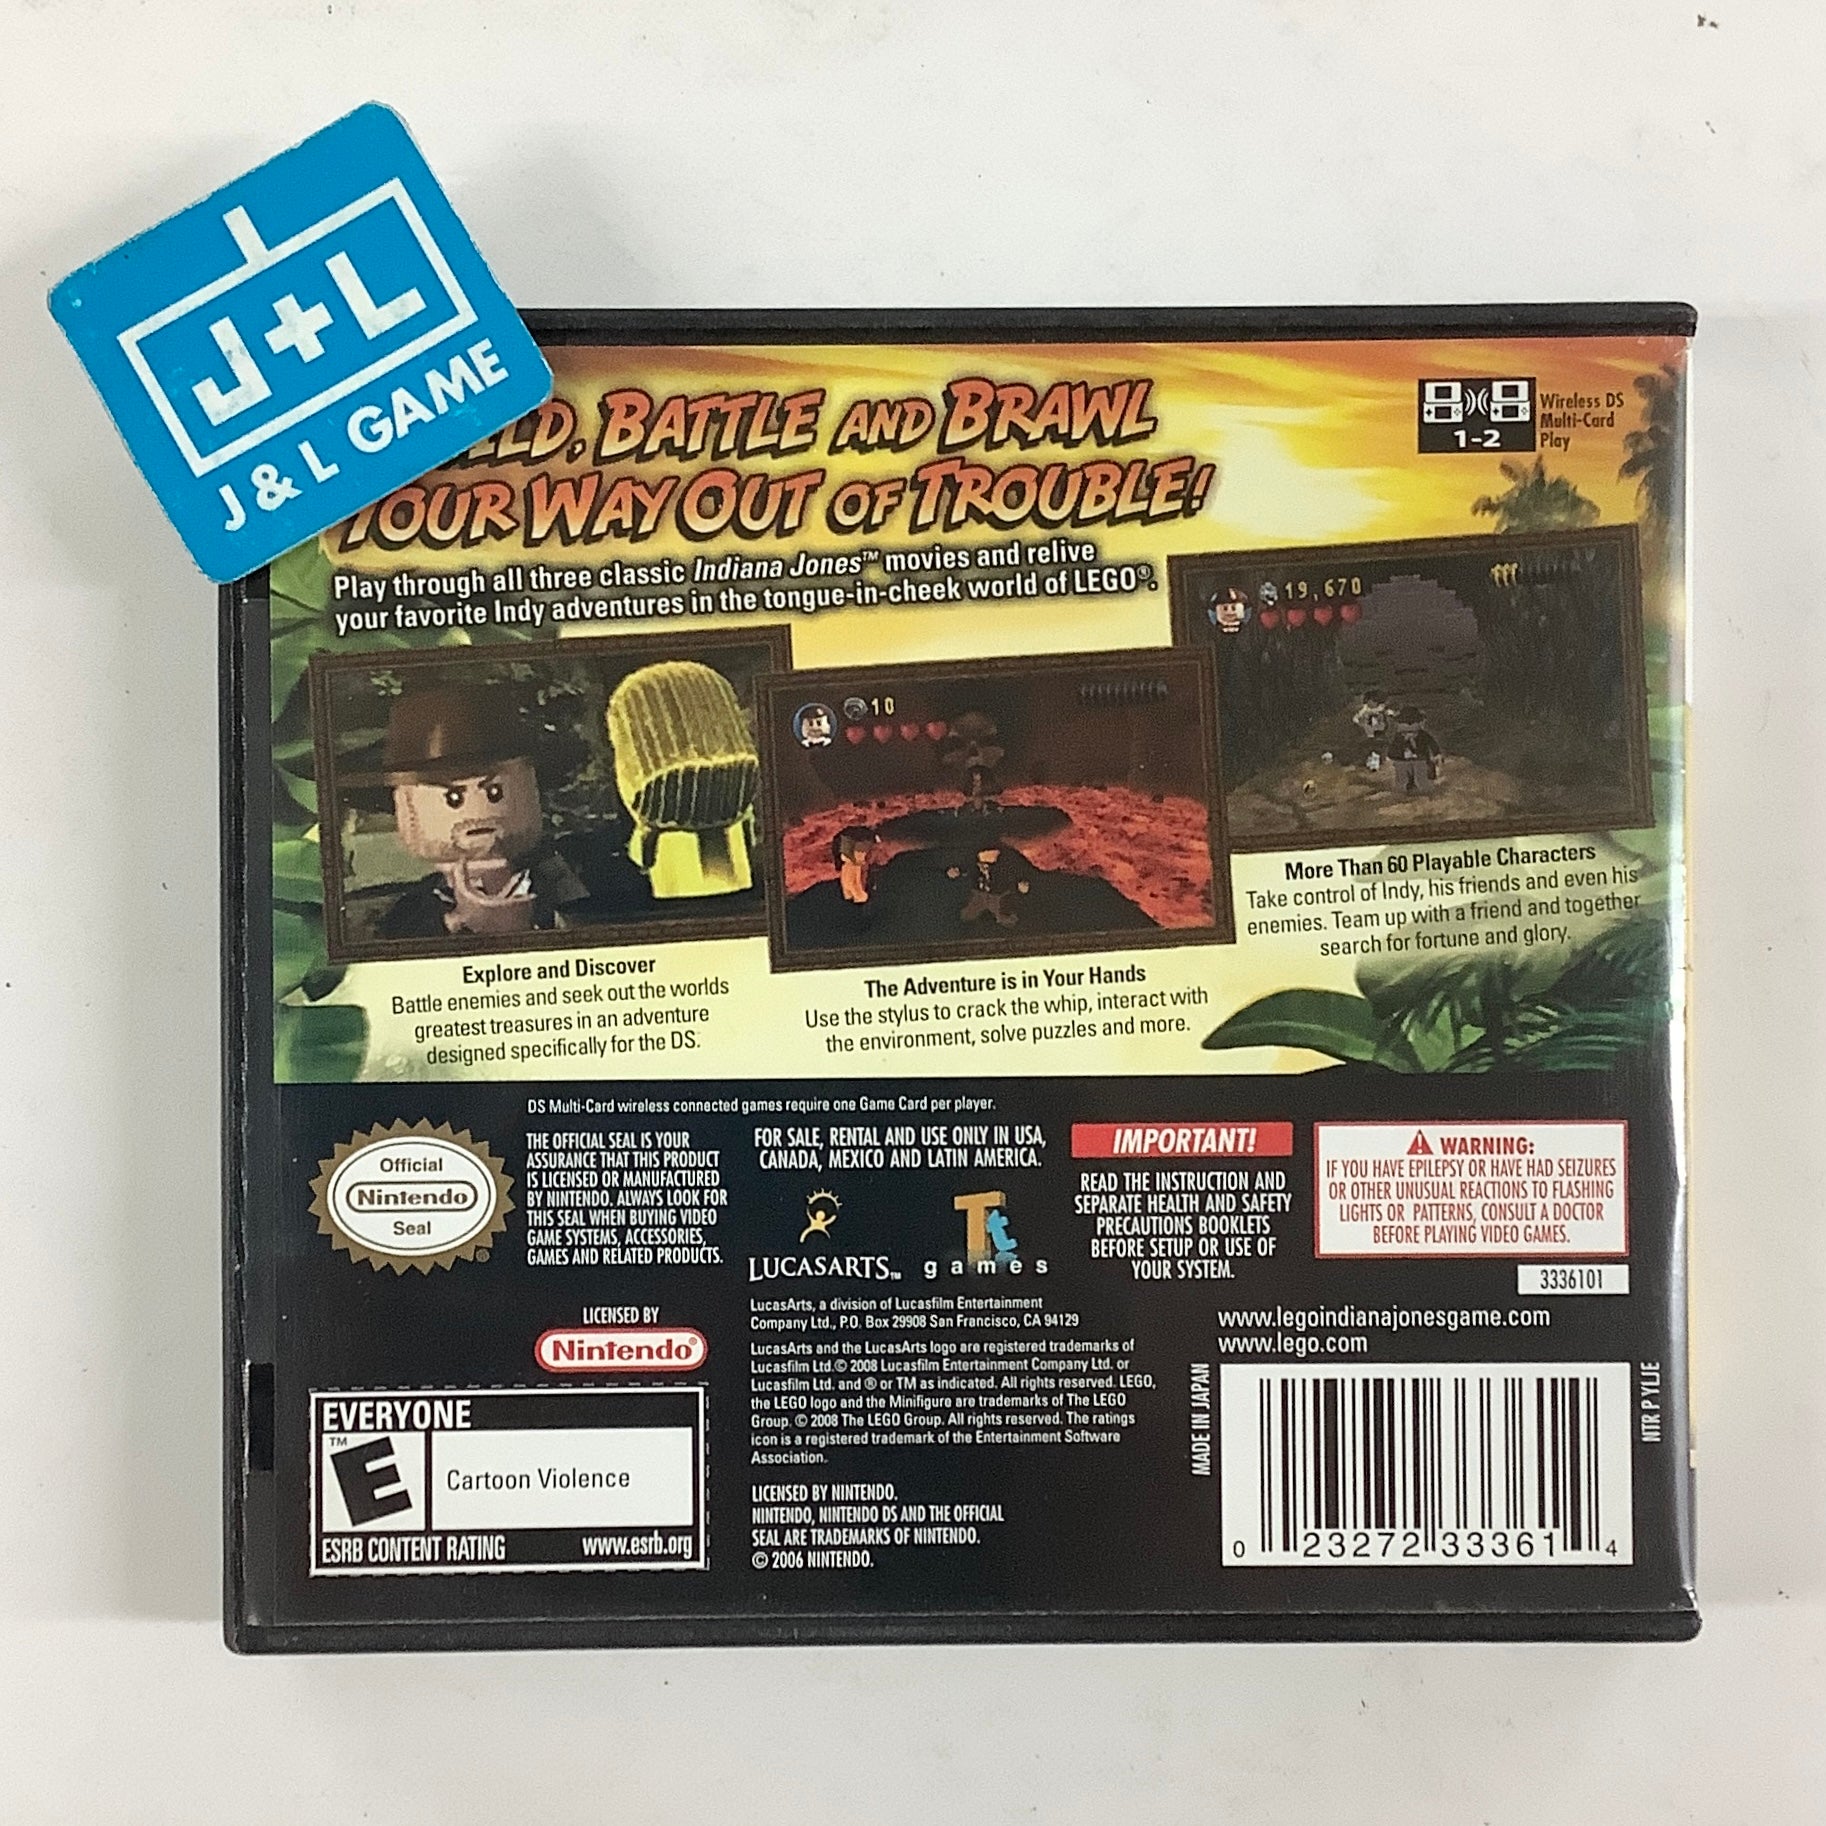 J+L
J & L GAME
BATTLE AND BRAWL
YOUR WAY OUT OF TROUBLE!
Play through all three classic Indiana Jones™ movies and relive
your favorite Indy adventures in the tongue-in-cheek world of LEGO®.
1-2
Wireless DS
Multi-Card
Play
10
19,670
Explore and Discover
Battle enemies and seek out the worlds
greatest treasures in an adventure
designed specifically for the DS.
The Adventure is in Your Hands
Use the stylus to crack the whip, interact with
the environment, solve puzzles and more.
More Than 60 Playable Characters
Take control of Indy, his friends and even his
enemies. Team up with a friend and together
search for fortune and glory.
DS Multi-Card wireless connected games require one Game Card per player.
Official
Nintendo
Seal
®
THE OFFICIAL SEAL IS YOUR
ASSURANCE THAT THIS PRODUCT
IS LICENSED OR MANUFACTURED
BY NINTENDO. ALWAYS LOOK FOR
THIS SEAL WHEN BUYING VIDEO
GAME SYSTEMS, ACCESSORIES,
GAMES AND RELATED PRODUCTS.
LICENSED BY
Nintendo®
EVERYONE
™
E
Cartoon Violence
ESRB CONTENT RATING www.esrb.org
FOR SALE, RENTAL AND USE ONLY IN USA,
CANADA, MEXICO AND LATIN AMERICA.
LUCASARTS™
Tt
games
LucasArts, a division of Lucasfilm Entertainment
Company Ltd., P.O. Box 29908 San Francisco, CA 94129
LucasArts and the LucasArts logo are registered trademarks of
Lucasfilm Ltd.© 2008 Lucasfilm Entertainment Company Ltd. or
Lucasfilm Ltd. and ® or TM as indicated. All rights reserved. LEGO,
the LEGO logo and the Minifigure are trademarks of The LEGO
Group. © 2008 The LEGO Group. All rights reserved. The ratings
icon is a registered trademark of the Entertainment Software
Association.
LICENSED BY NINTENDO.
NINTENDO, NINTENDO DS AND THE OFFICIAL
SEAL ARE TRADEMARKS OF NINTENDO.
© 2006 NINTENDO.
IMPORTANT!
READ THE INSTRUCTION AND
SEPARATE HEALTH AND SAFETY
PRECAUTIONS BOOKLETS
BEFORE SETUP OR USE OF
YOUR SYSTEM.
WARNING:
IF YOU HAVE EPILEPSY OR HAVE HAD SEIZURES
OR OTHER UNUSUAL REACTIONS TO FLASHING
LIGHTS OR PATTERNS, CONSULT A DOCTOR
BEFORE PLAYING VIDEO GAMES.
3336101
www.legoindianajonesgame.com
www.lego.com
MADE IN JAPAN
NTR P YLJE
0 23272 33361 4